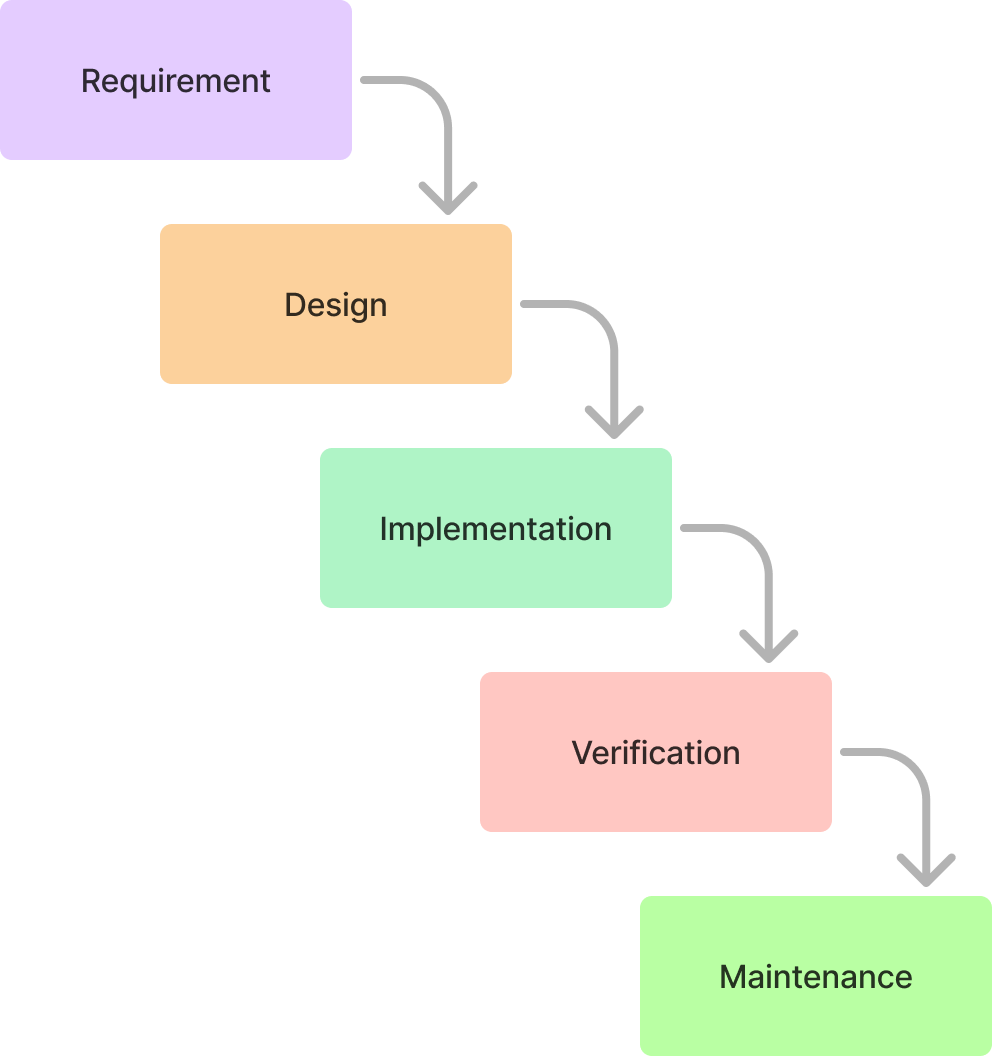 Requirement
Design
Implementation
Verification
Maintenance